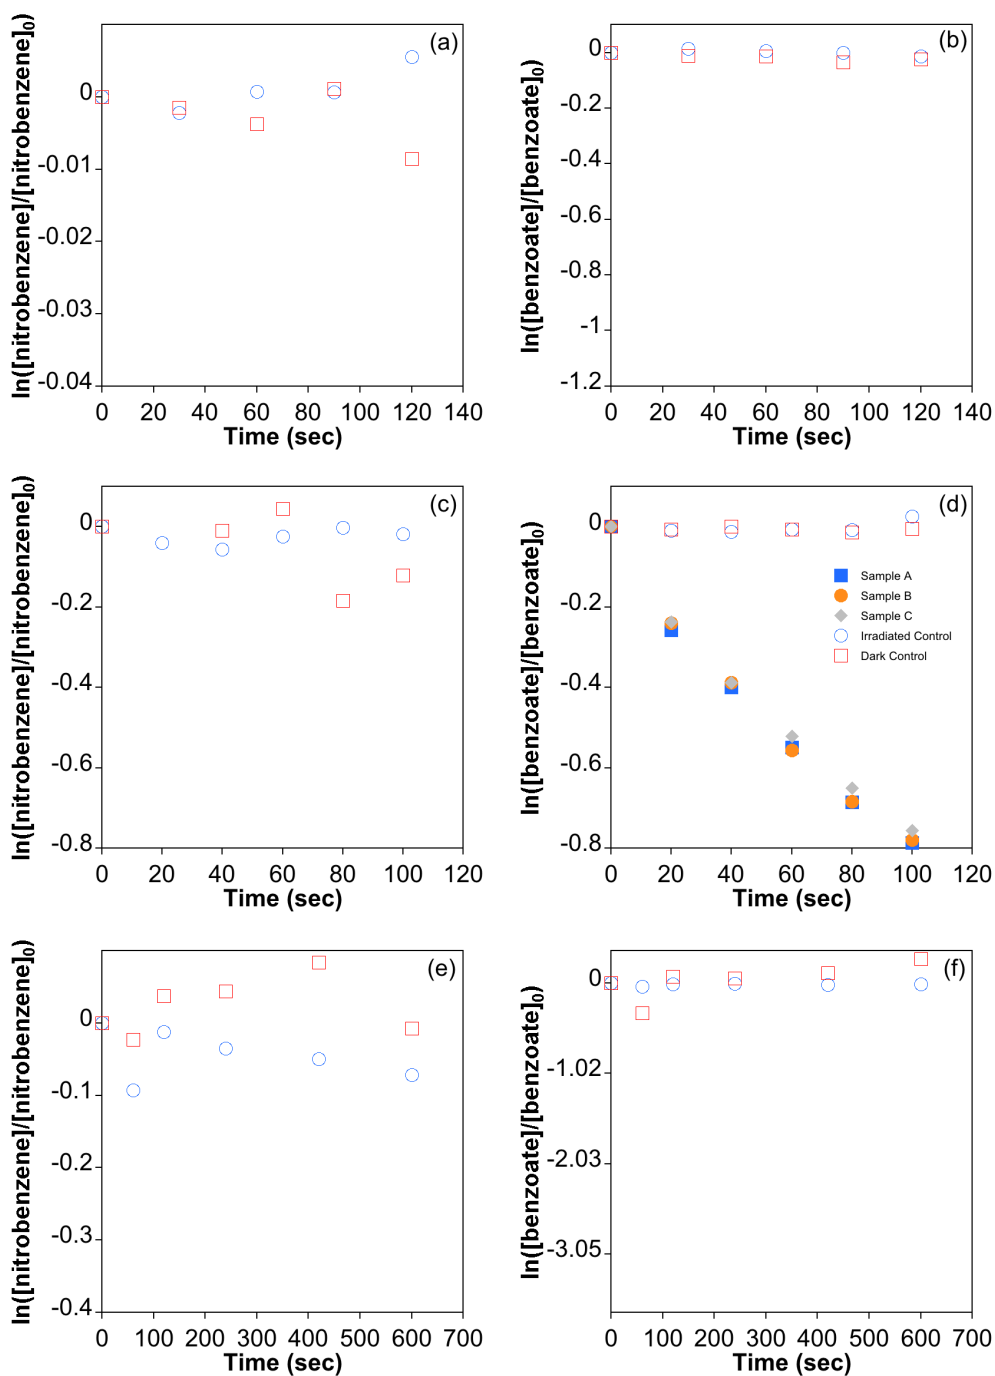 (a)
ln([nitrobenzene]/[nitrobenzene]0)
0
-0.01
-0.02
-0.03
-0.04
0 20 40 60 80 100 120 140
Time (sec)
(b)
ln([benzoate]/[benzoate]0)
0
-0.2
-0.4
-0.6
-0.8
-1
-1.2
0 20 40 60 80 100 120 140
Time (sec)
(c)
ln([nitrobenzene]/[nitrobenzene]0)
0
-0.2
-0.4
-0.6
-0.8
0 20 40 60 80 100 120
Time (sec)
(d)
ln([benzoate]/[benzoate]0)
0
-0.2
-0.4
-0.6
-0.8
Sample A
Sample B
Sample C
Irradiated Control
Dark Control
0 20 40 60 80 100 120
Time (sec)
(e)
ln([nitrobenzene]/[nitrobenzene]0)
0
-0.1
-0.2
-0.3
-0.4
0 100 200 300 400 500 600 700
Time (sec)
(f)
ln([benzoate]/[benzoate]0)
0
-1.02
-2.03
-3.05
0 100 200 300 400 500 600 700
Time (sec)